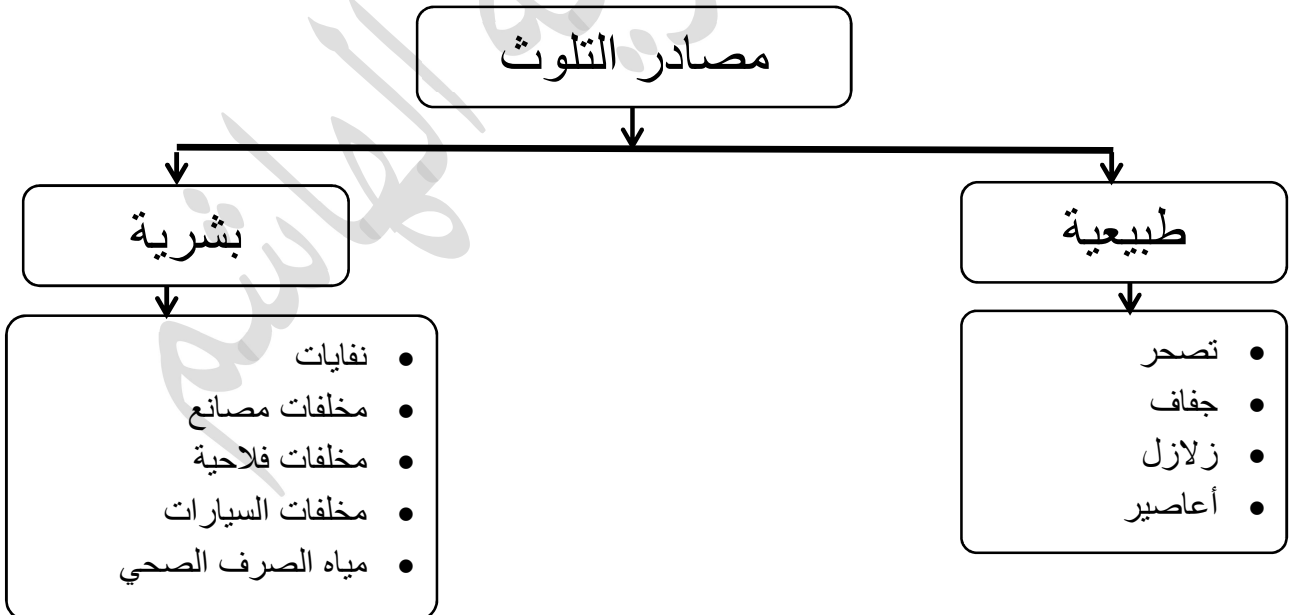 مصادر التلوث
طبيعية
تصحر
جفاف
زلازل
أعاصير
بشرية
نفايات
مخلفات مصانع
مخلفات فلاحية
مخلفات السيارات
مياه الصرف الصحي